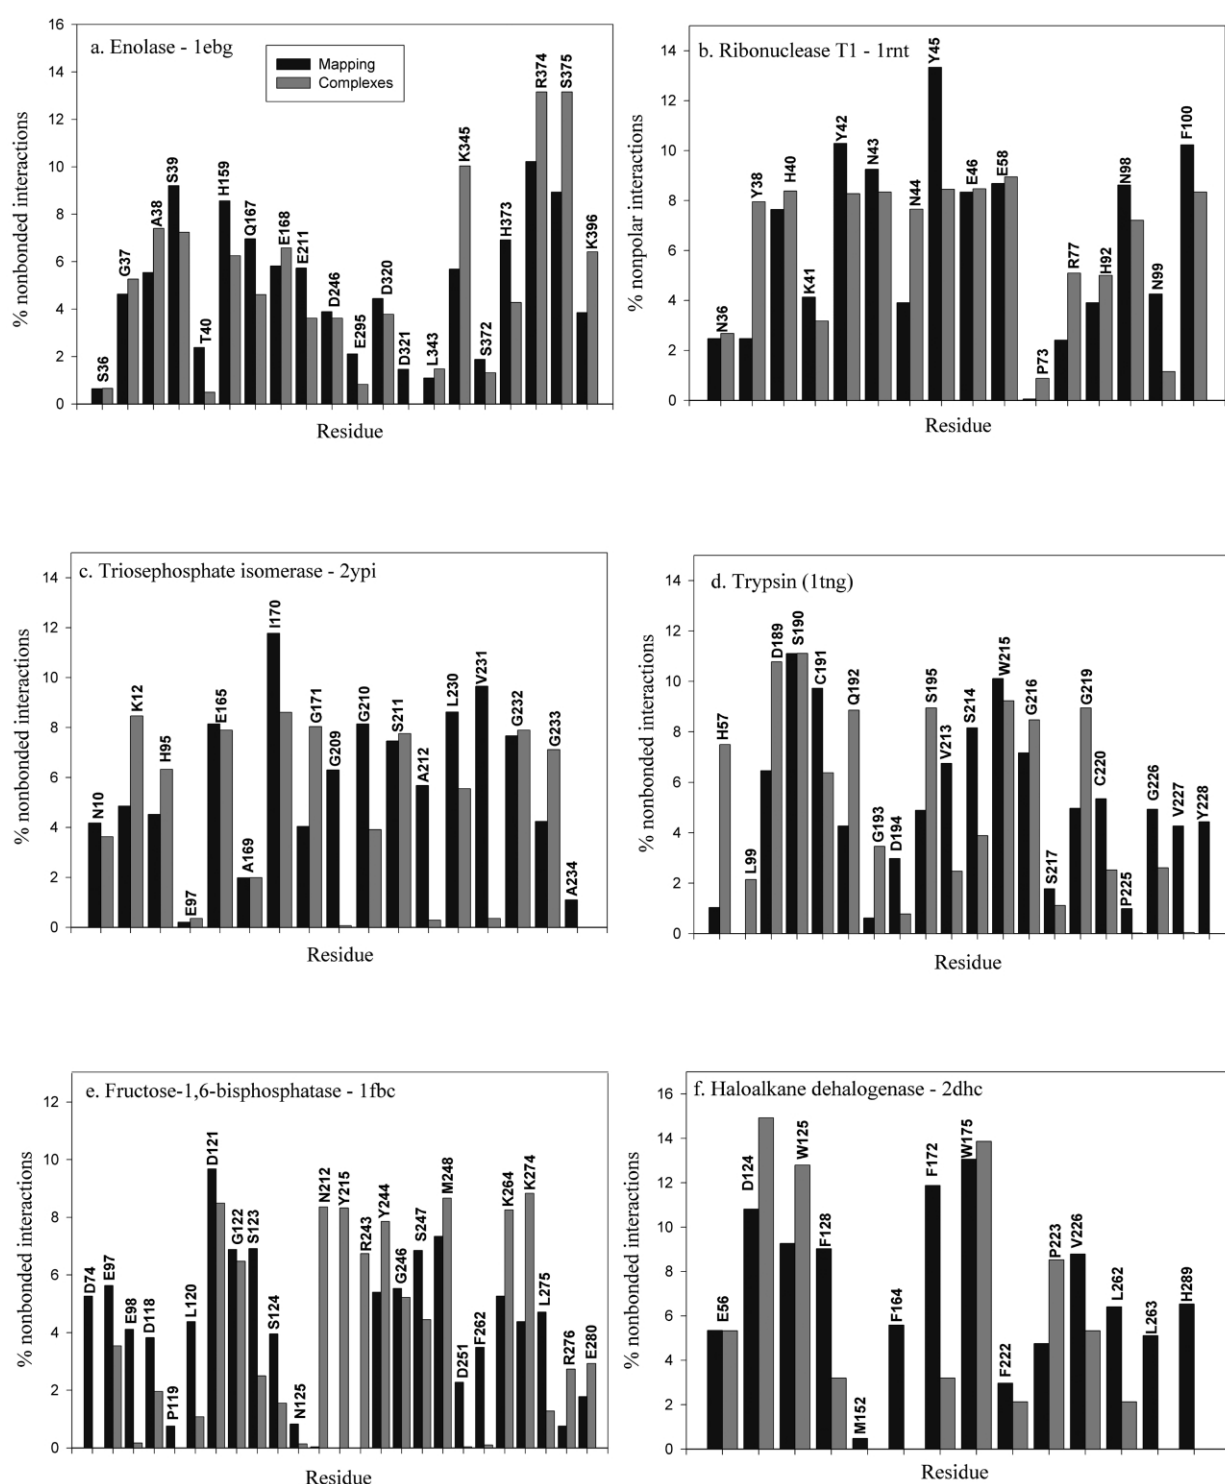 a. Enolase - 1ebg
Mapping
Complexes
% nonbonded interactions
16
14
12
10
8
6
4
2
0
S36
G37
A38
S39
T40
H159
Q167
E168
E211
D246
E295
D320
D321
L343
K345
S372
H373
R374
S375
K396
Residue
b. Ribonuclease T1 - 1rnt
% nonpolar interactions
14
12
10
8
6
4
2
0
N36
Y38
H40
K41
Y42
N43
N44
Y45
E46
E58
P73
R77
H92
N98
N99
F100
Residue
c. Triosephosphate isomerase - 2ypi
% nonbonded interactions
14
12
10
8
6
4
2
0
N10
K12
H95
E97
E165
A169
I170
G171
G209
G210
S211
A212
L230
V231
G232
G233
A234
Residue
d. Trypsin (1tng)
% nonbonded interactions
14
12
10
8
6
4
2
0
H57
L99
D189
S190
C191
Q192
G193
D194
S195
V213
S214
W215
G216
S217
G219
C220
P225
G226
V227
Y228
Residue
e. Fructose-1,6-bisphosphatase - 1fbc
% nonbonded interactions
12
10
8
6
4
2
0
D74
E97
E98
D118
P119
L120
D121
G122
S123
S124
N125
N212
Y215
R243
Y244
G246
S247
M248
D251
F262
K264
K274
L275
R276
E280
Residue
f. Haloalkane dehalogenase - 2dhc
% nonbonded interactions
16
14
12
10
8
6
4
2
0
E56
D124
W125
F128
M152
F164
F172
W175
F222
P223
V226
L262
L263
H289
Residue